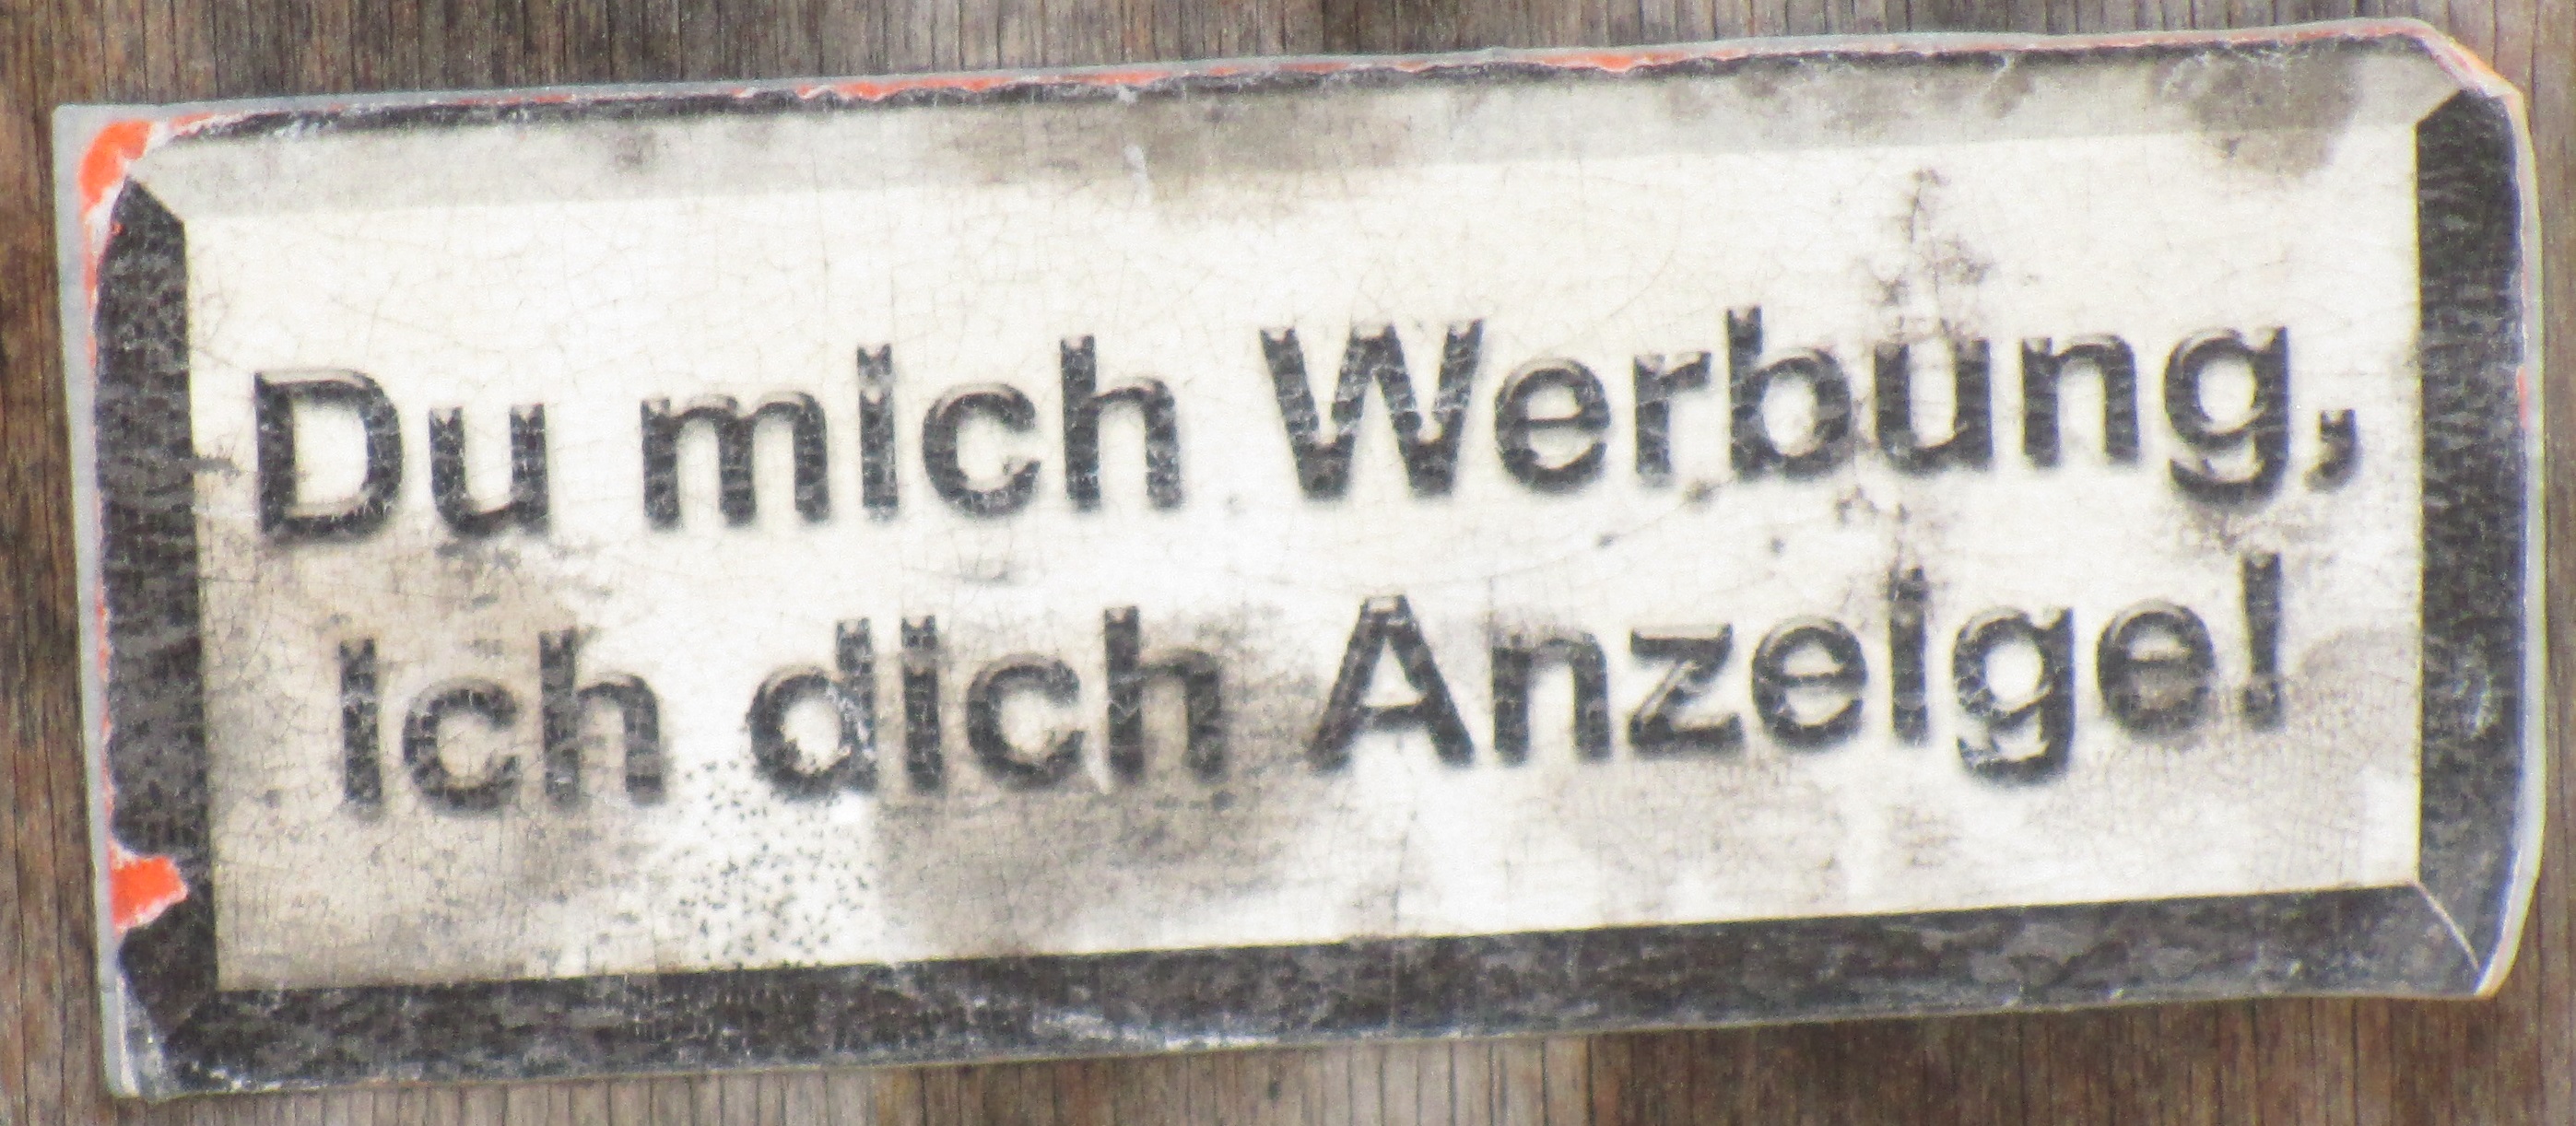 Du mich Werbung,
Ich dich Anzeige!